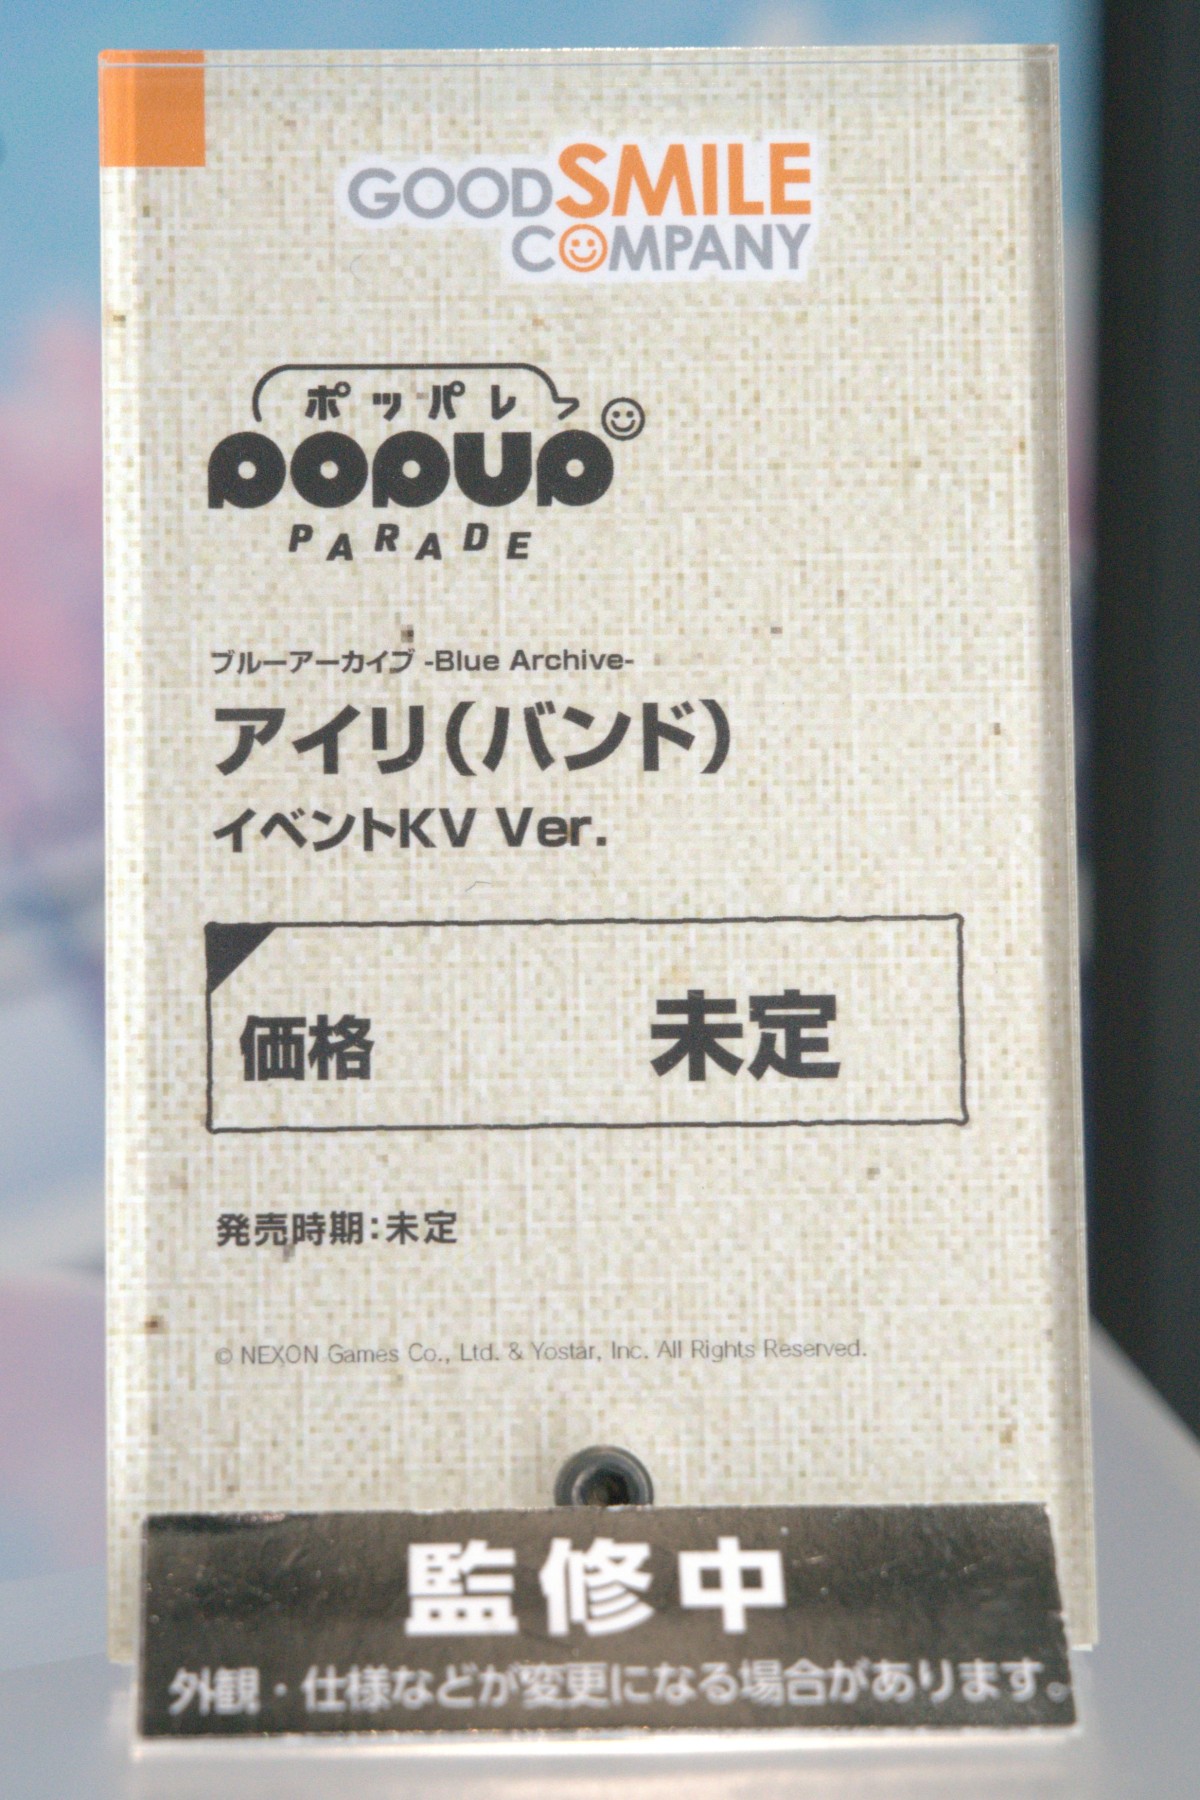 GOODSMILE
COMPANY
ポッパレ
POPUP
PARADE
ブルーアーカイブ -Blue Archive-
アイリ(バンド)
イベントKV Ver.
価格 未定
発売時期:未定
© NEXON Games Co., Ltd. & Yostar, Inc. All Rights Reserved.
監修中
外観・仕様などが変更になる場合があります。